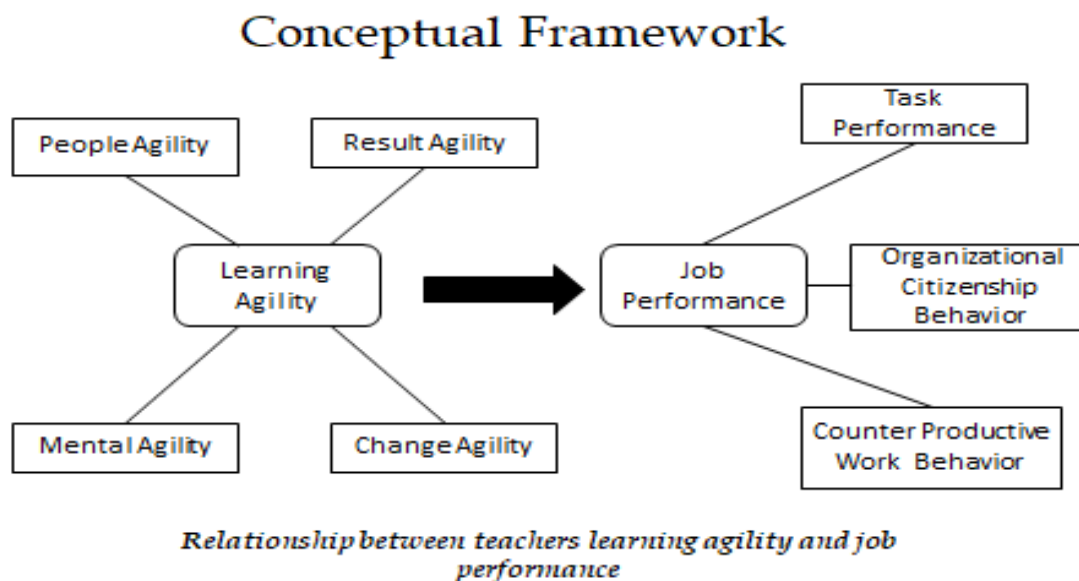 Conceptual Framework
People Agility
Result Agility
Learning
Agility
Mental Agility
Change Agility
Task
Performance
Job
Performance
Organizational
Citizenship
Behavior
Counter Productive
Work Behavior
Relationship between teachers learning agility and job
performance